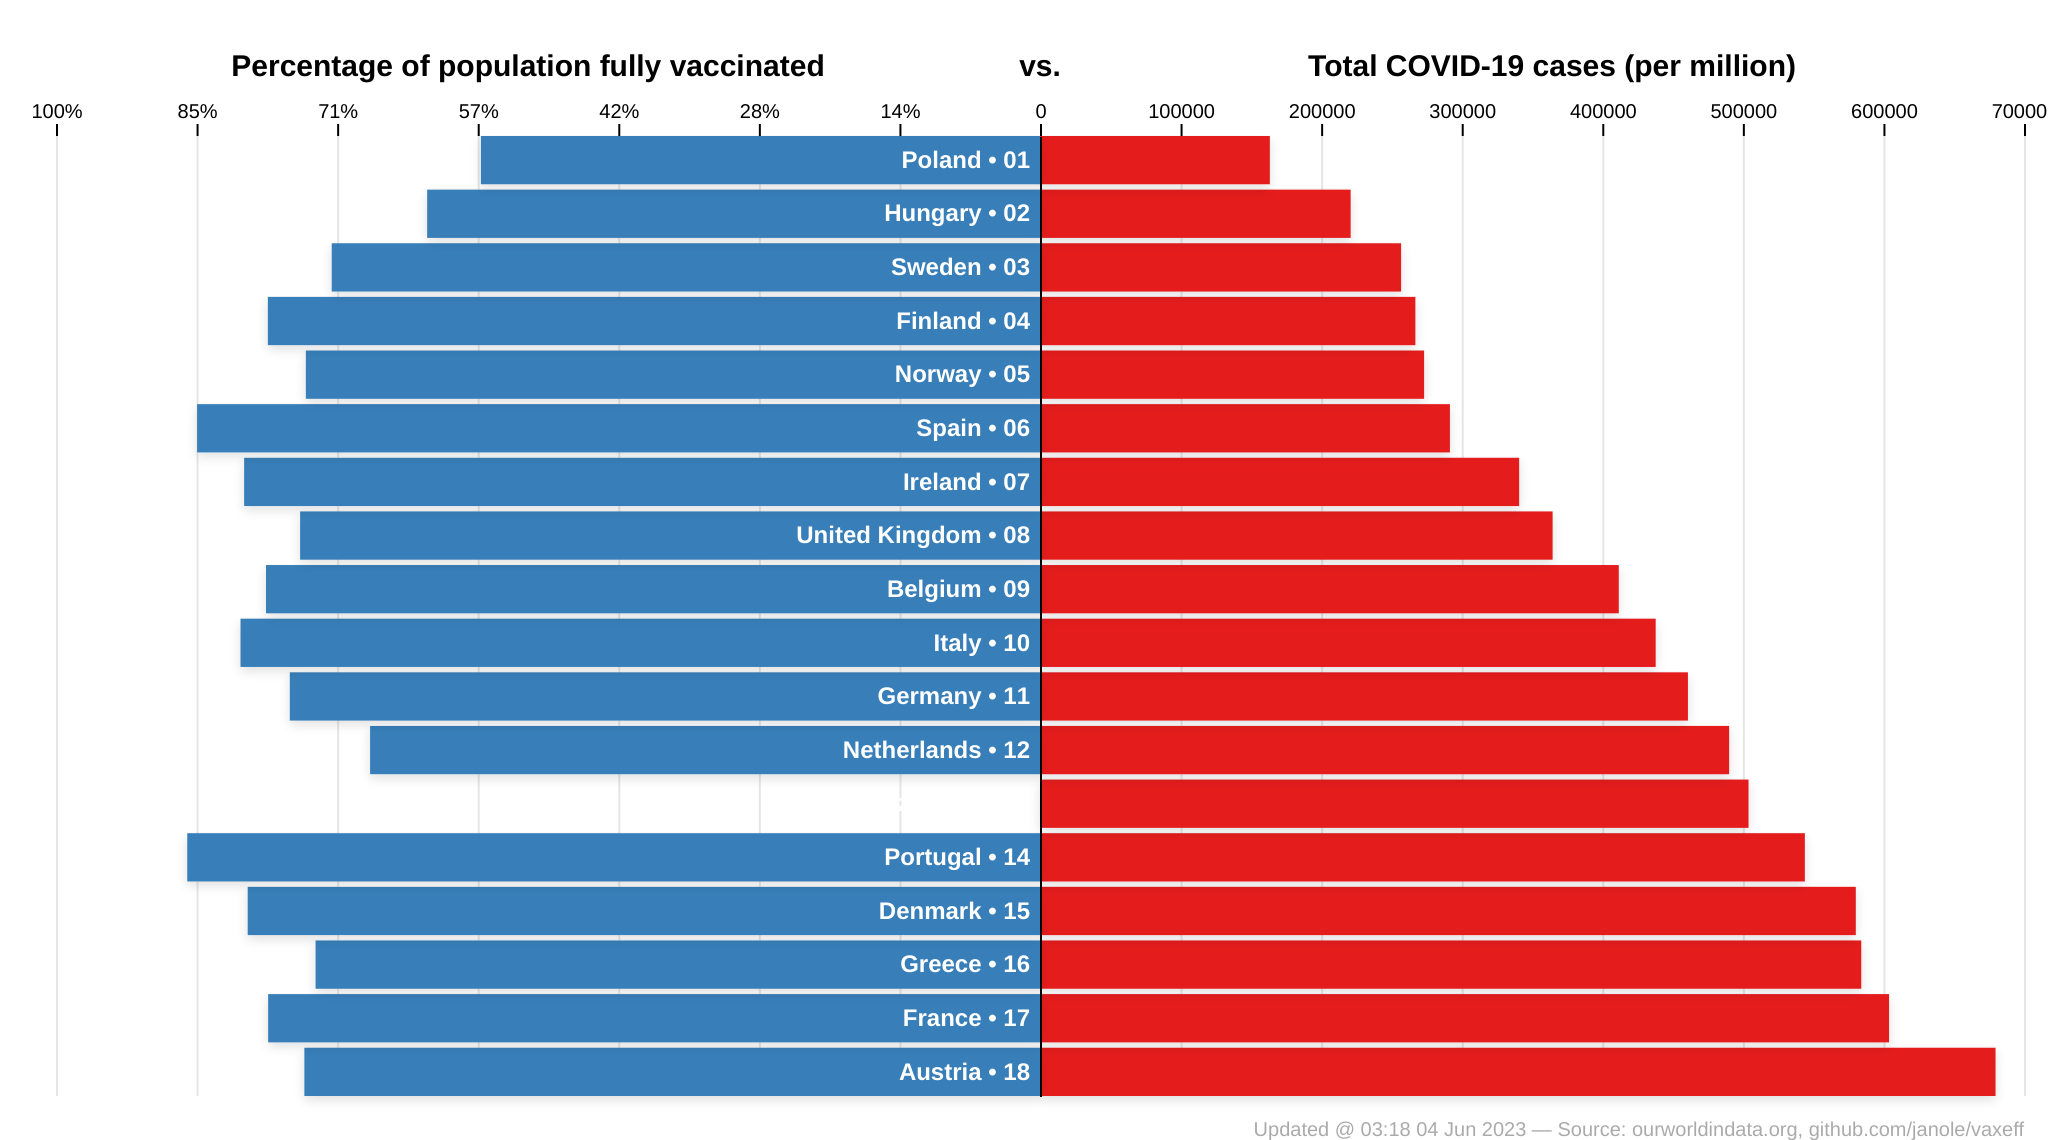 Percentage of population fully vaccinated vs. Total COVID-19 cases (per million)
100% 85% 71% 57% 42% 28% 14% 0 100000 200000 300000 400000 500000 600000 70000
Poland • 01
Hungary • 02
Sweden • 03
Finland • 04
Norway • 05
Spain • 06
Ireland • 07
United Kingdom • 08
Belgium • 09
Italy • 10
Germany • 11
Netherlands • 12
Portugal • 14
Denmark • 15
Greece • 16
France • 17
Austria • 18
Updated @ 03:18 04 Jun 2023 — Source: ourworldindata.org, github.com/janole/vaxeff